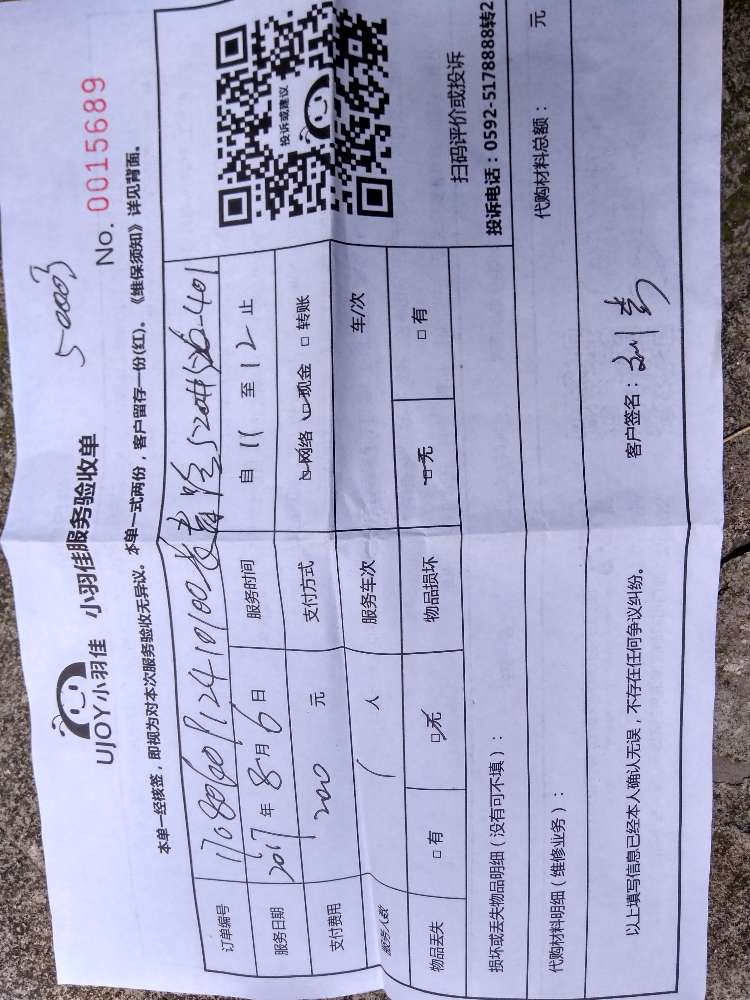 50003
UJOY小羽佳 小羽佳服务验收单
No. 0015689
本单一经核签，即视为对本次服务验收无异议。本单一式两份，客户留存一份(红)。《维保须知》详见背面。
订单编号
服务日期 2017年8月6日 服务时间 自 11 至 12 止
支付费用 200 元 支付方式 □网络 □现金 □转账
服务人数 1 人 服务车次 车/次
物品丢失 □有 □无 物品损坏 □无 □有
投诉或建议
扫码评价或投诉
投诉电话：0592-5178888转2
损坏或丢失物品明细（没有可不填）：
代购材料明细（维修业务）： 代购材料总额： 元
以上填写信息已经本人确认无误，不存在任何争议纠纷。 客户签名：